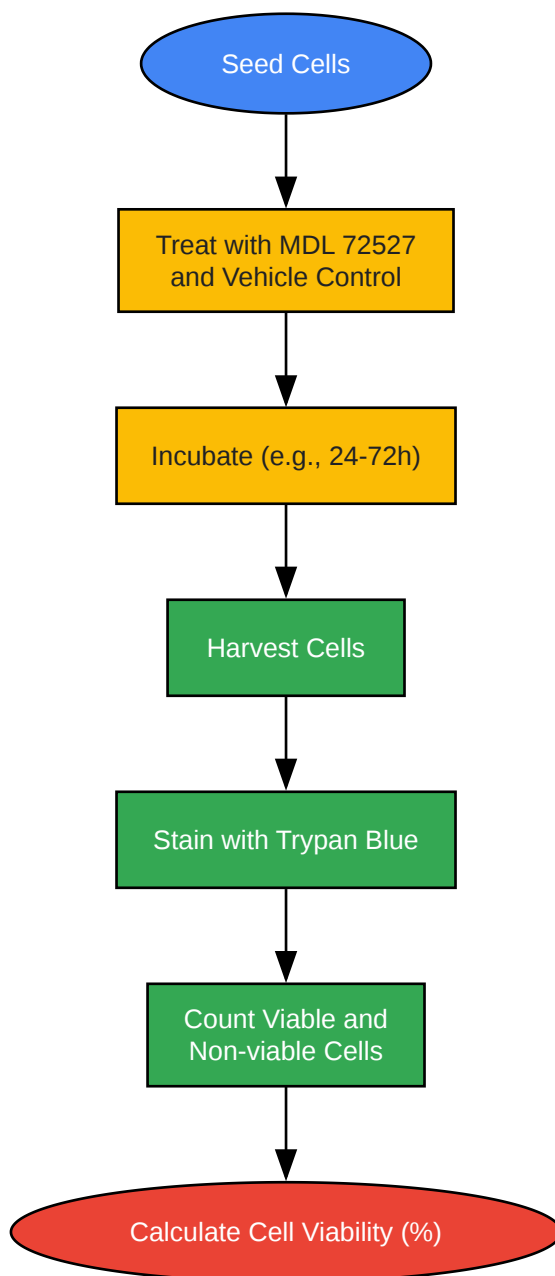 Seed Cells
Treat with MDL 72527
and Vehicle Control
Incubate (e.g., 24-72h)
Harvest Cells
Stain with Trypan Blue
Count Viable and
Non-viable Cells
Calculate Cell Viability (%)